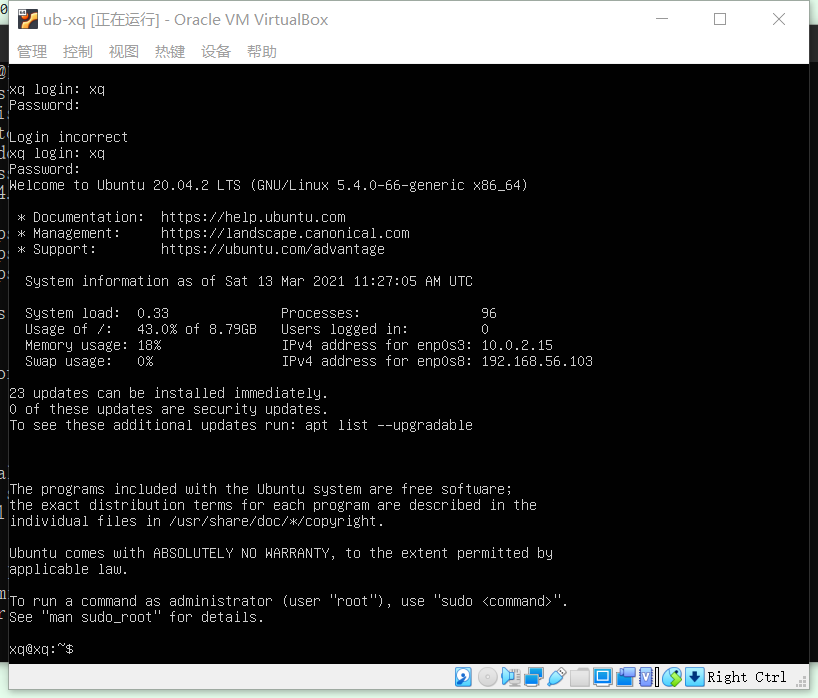 ub-xq [正在运行] - Oracle VM VirtualBox
管理 控制 视图 热键 设备 帮助
xq login: xq
Password:
Login incorrect
xq login: xq
Password:
Welcome to Ubuntu 20.04.2 LTS (GNU/Linux 5.4.0-66-generic x86_64)
* Documentation: https://help.ubuntu.com
* Management: https://landscape.canonical.com
* Support: https://ubuntu.com/advantage
System information as of Sat 13 Mar 2021 11:27:05 AM UTC
System load: 0.33 Processes: 96
Usage of /: 43.0% of 8.79GB Users logged in: 0
Memory usage: 18% IPv4 address for enp0s3: 10.0.2.15
Swap usage: 0% IPv4 address for enp0s8: 192.168.56.103
23 updates can be installed immediately.
0 of these updates are security updates.
To see these additional updates run: apt list --upgradable
The programs included with the Ubuntu system are free software;
the exact distribution terms for each program are described in the
individual files in /usr/share/doc/*/copyright.
Ubuntu comes with ABSOLUTELY NO WARRANTY, to the extent permitted by
applicable law.
To run a command as administrator (user "root"), use "sudo <command>".
See "man sudo_root" for details.
xq@xq:~$
Right Ctrl